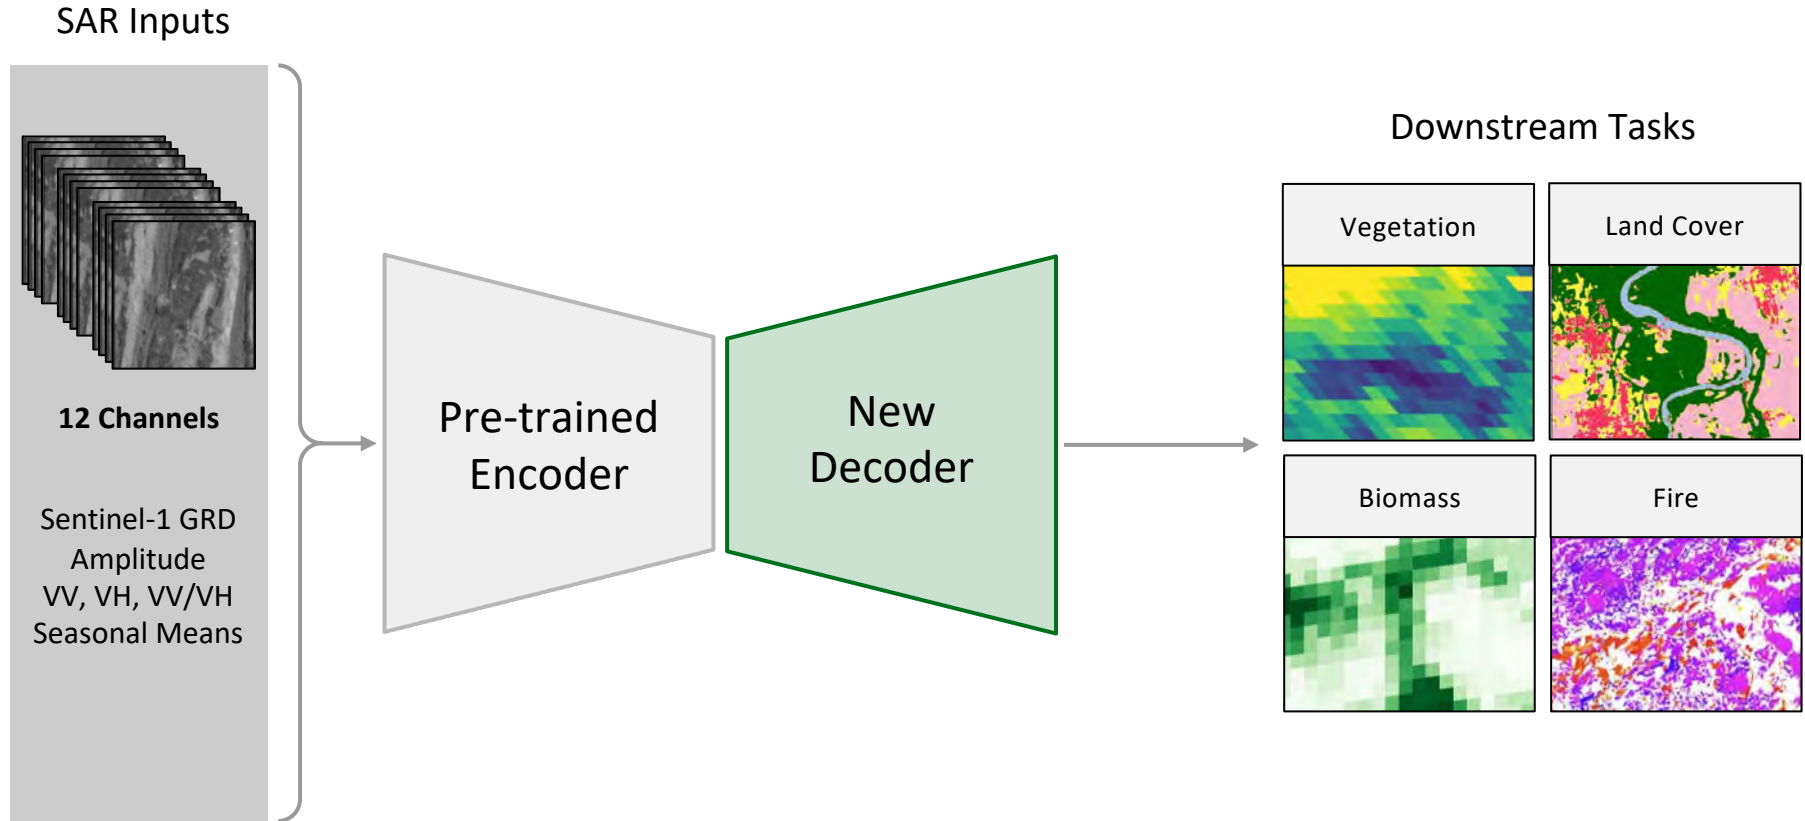 SAR Inputs
12 Channels
Sentinel-1 GRD
Amplitude
VV, VH, VV/VH
Seasonal Means
Pre-trained
Encoder
New
Decoder
Downstream Tasks
Vegetation
Land Cover
Biomass
Fire